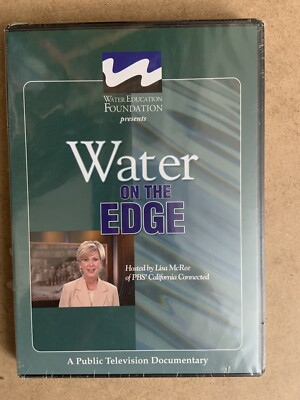 WATER EDUCATION
FOUNDATION
presents
Water
ON THE
EDGE
Hosted by Lisa McRee
of PBS' California Connected
A Public Television Documentary